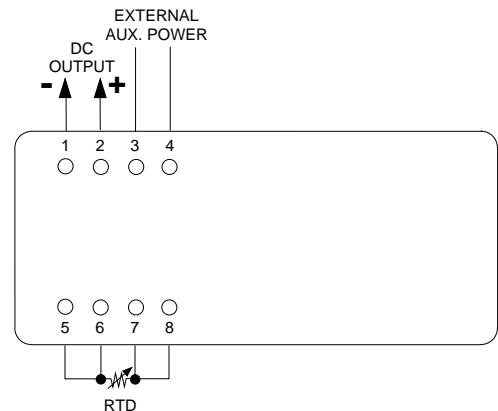 EXTERNAL
AUX. POWER
DC
OUTPUT
- +
1 2 3 4
5 6 7 8
RTD